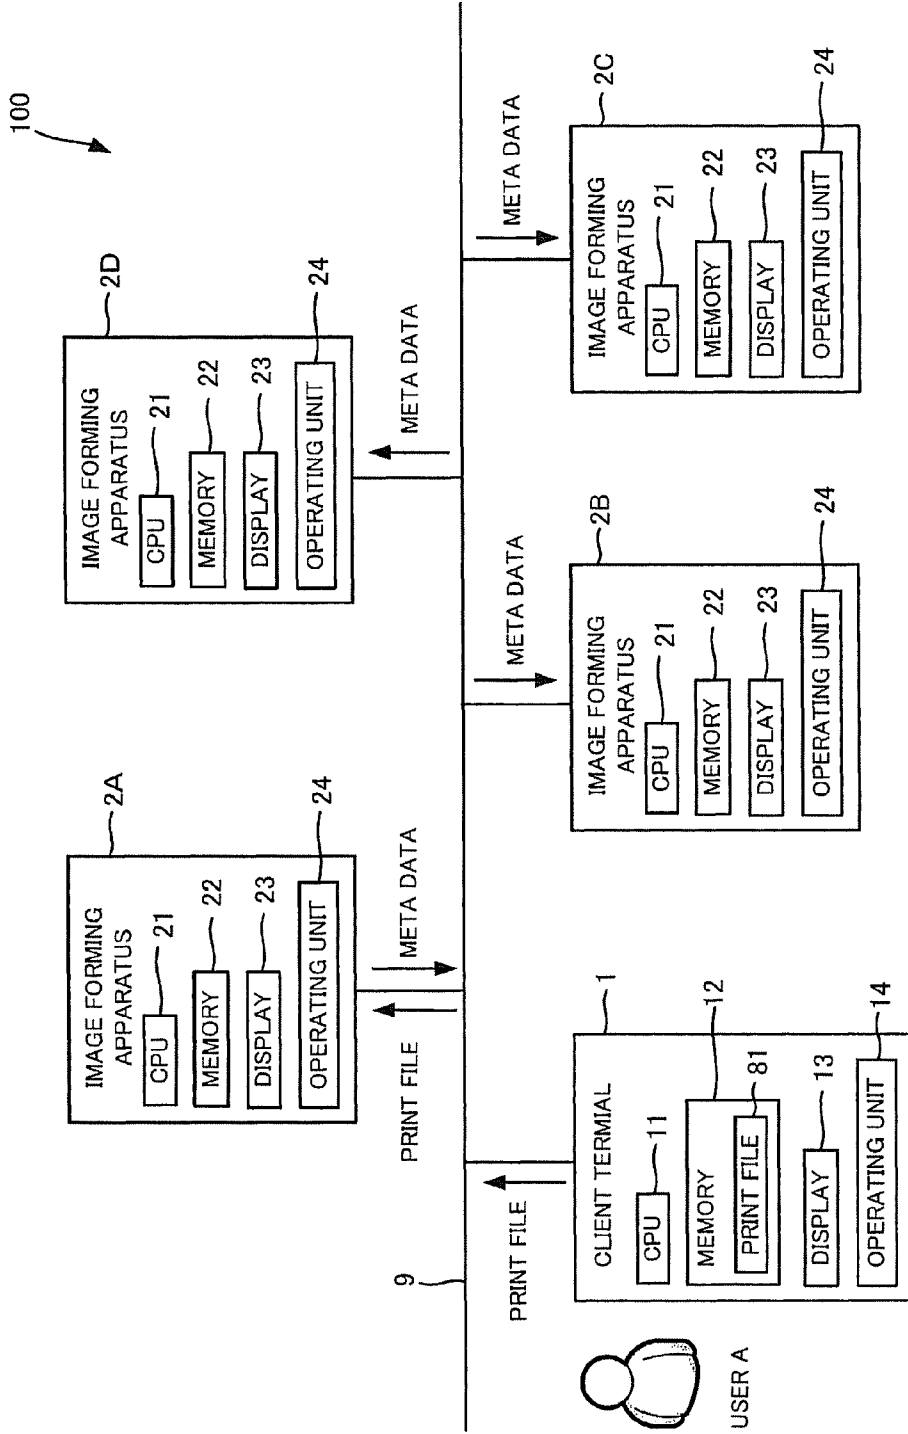 100
2A
IMAGE FORMING
APPARATUS
CPU
21
MEMORY
22
DISPLAY
23
OPERATING UNIT
24
PRINT FILE
META DATA
2D
IMAGE FORMING
APPARATUS
CPU
21
MEMORY
22
DISPLAY
23
OPERATING UNIT
24
META DATA
9
PRINT FILE
USER A
1
CLIENT TERMIAL
CPU
11
MEMORY
12
PRINT FILE
81
DISPLAY
13
OPERATING UNIT
14
META DATA
2B
IMAGE FORMING
APPARATUS
CPU
21
MEMORY
22
DISPLAY
23
OPERATING UNIT
24
META DATA
2C
IMAGE FORMING
APPARATUS
CPU
21
MEMORY
22
DISPLAY
23
OPERATING UNIT
24